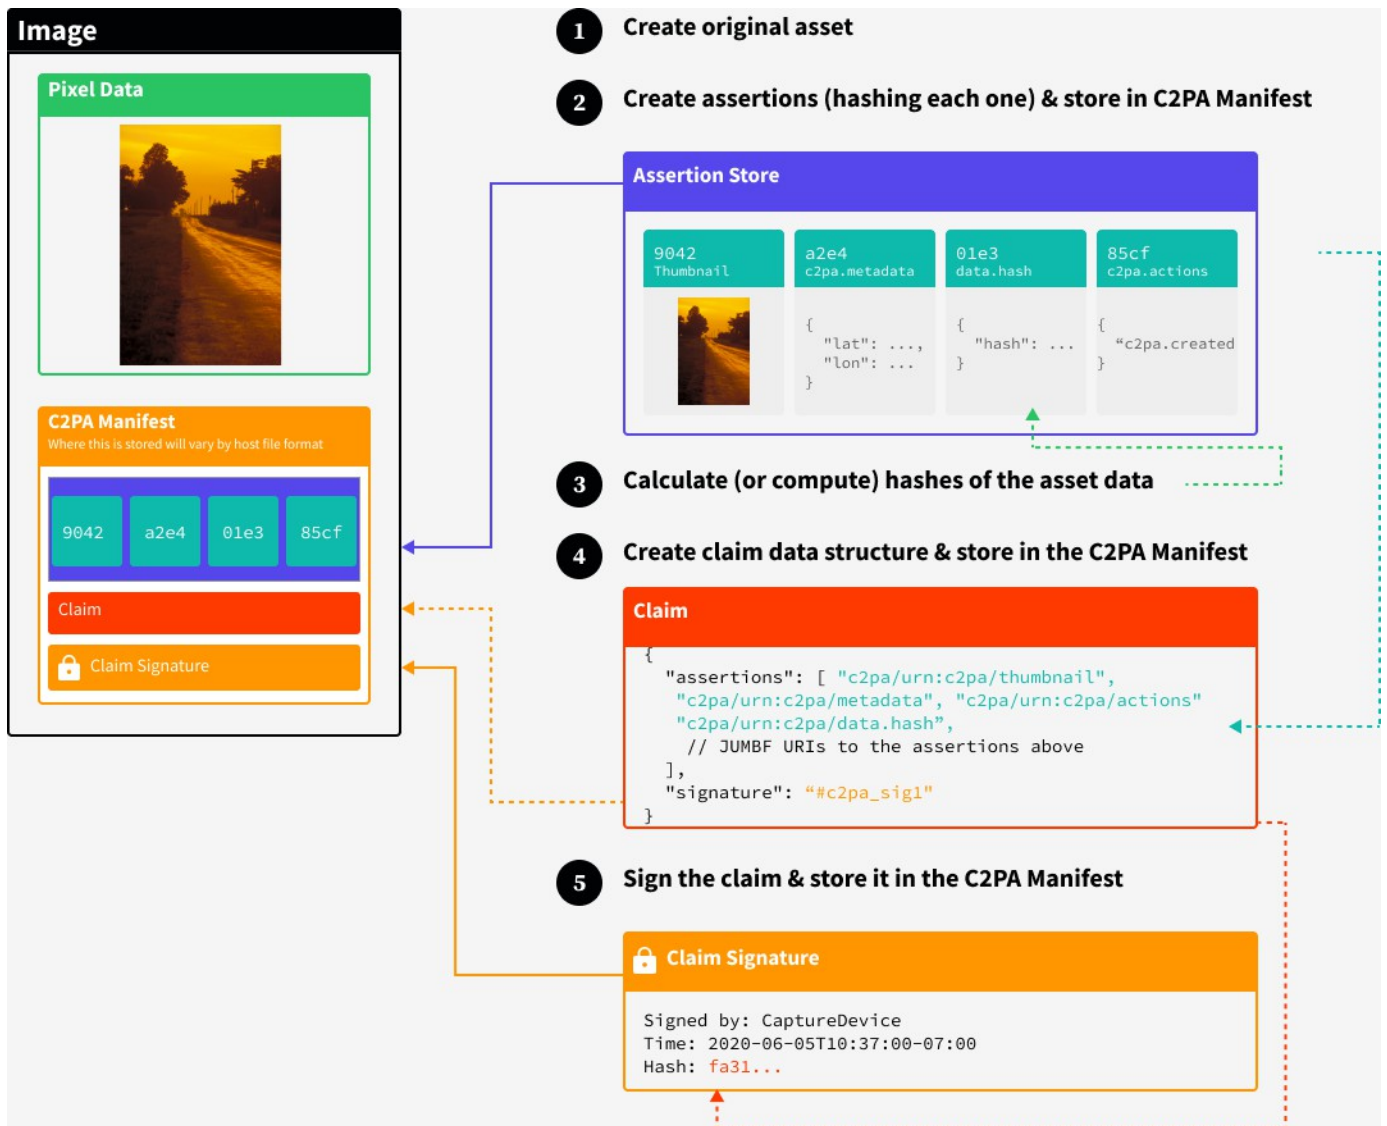 Image
Pixel Data
C2PA Manifest
Where this is stored will vary by host file format
9042 a2e4 01e3 85cf
Claim
Claim Signature
1 Create original asset
2 Create assertions (hashing each one) & store in C2PA Manifest
Assertion Store
9042
Thumbnail
a2e4
c2pa.metadata
{
"lat": ...,
"lon": ...
}
01e3
data.hash
{
"hash": ...
}
85cf
c2pa.actions
{
“c2pa.created
}
3 Calculate (or compute) hashes of the asset data
4 Create claim data structure & store in the C2PA Manifest
Claim
{
"assertions": [ "c2pa/urn:c2pa/thumbnail",
"c2pa/urn:c2pa/metadata", "c2pa/urn:c2pa/actions"
"c2pa/urn:c2pa/data.hash”,
// JUMBF URIs to the assertions above
],
"signature": “#c2pa_sig1"
}
5 Sign the claim & store it in the C2PA Manifest
Claim Signature
Signed by: CaptureDevice
Time: 2020-06-05T10:37:00-07:00
Hash: fa31...